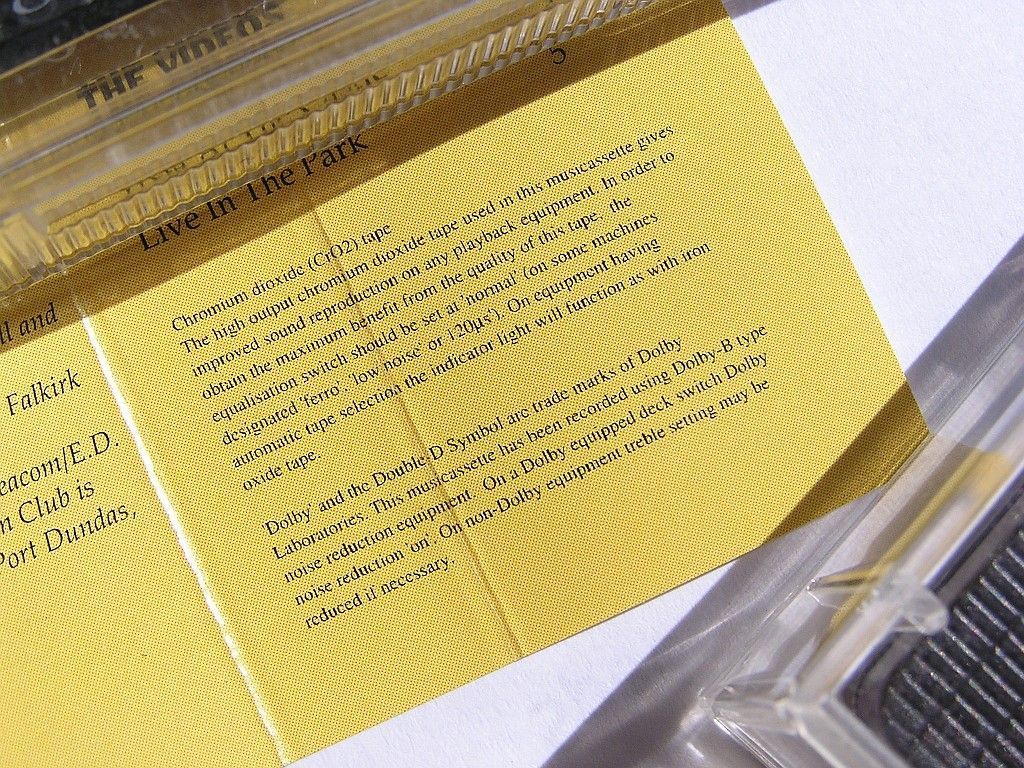 THE VIDEOS
5
Live In The Park
Chromium dioxide (CrO2) tape
The high output chromium dioxide tape used in this musicassette gives
improved sound reproduction on any playback equipment. In order to
obtain the maximum benefit from the quality of this tape, the
equalisation switch should be set at 'normal' (on some machines
designated 'ferro', 'low noise' or 120µs'). On equipment having
automatic tape selection the indicator light will function as with iron
oxide tape.
'Dolby' and the Double D Symbol are trade marks of Dolby
Laboratories. This musicassette has been recorded using Dolby-B type
noise reduction equipment. On a Dolby equipped deck switch Dolby
noise reduction 'on'. On non-Dolby equipment treble setting may be
reduced if necessary.
ll and
Falkirk
eacom/E.D.
n Club is
Port Dundas,